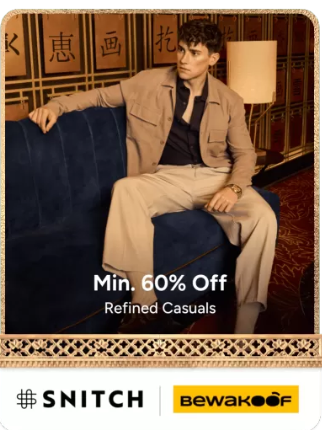 惠 画
Min. 60% Off
Refined Casuals
SNITCH
BEWAKOOF